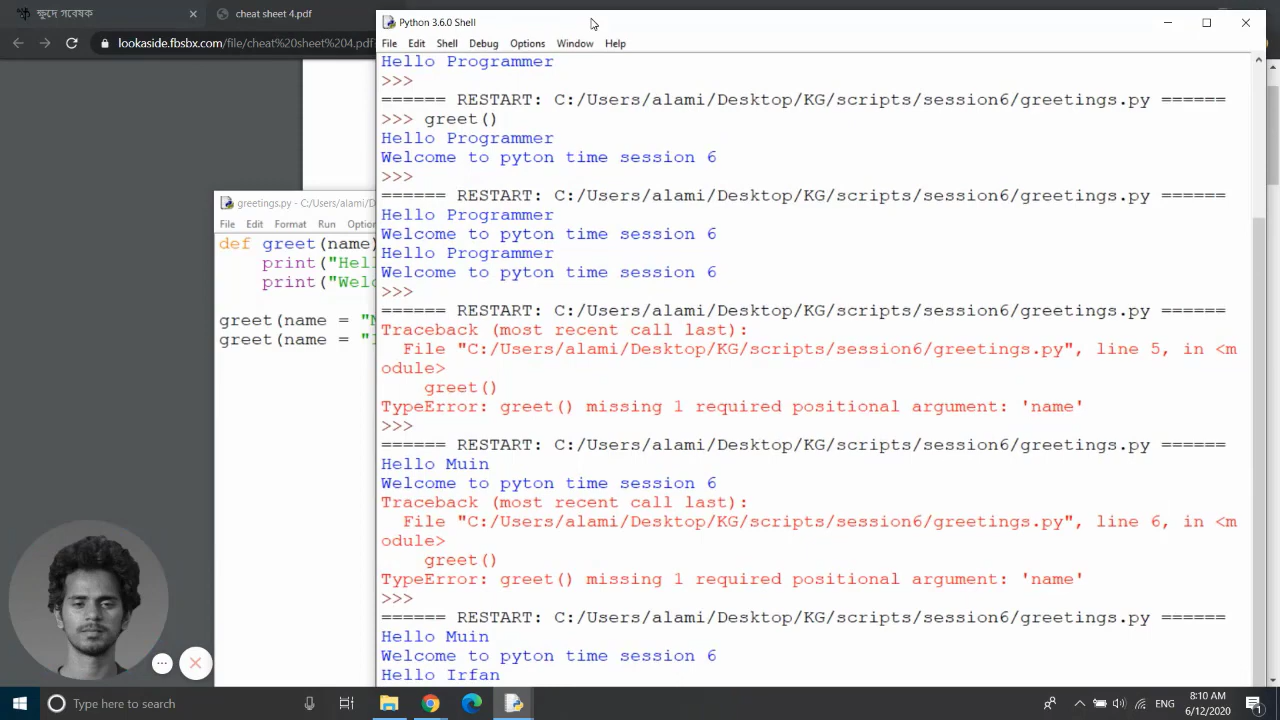 ক্ষুদে গবেষক
cheat sheet 4.pdf
lookaside.fbsbx.com/file/cheat%20sheet%204.pdf?
Python 3.6.0 Shell
File Edit Shell Debug Options Window Help
Hello Programmer
>>>
====== RESTART: C:/Users/alami/Desktop/KG/scripts/session6/greetings.py ======
>>> greet()
Hello Programmer
Welcome to pyton time session 6
>>>
====== RESTART: C:/Users/alami/Desktop/KG/scripts/session6/greetings.py ======
Hello Programmer
Welcome to pyton time session 6
Hello Programmer
Welcome to pyton time session 6
>>>
====== RESTART: C:/Users/alami/Desktop/KG/scripts/session6/greetings.py ======
Traceback (most recent call last):
File "C:/Users/alami/Desktop/KG/scripts/session6/greetings.py", line 5, in <m
odule>
greet()
TypeError: greet() missing 1 required positional argument: 'name'
>>>
====== RESTART: C:/Users/alami/Desktop/KG/scripts/session6/greetings.py ======
Hello Muin
Welcome to pyton time session 6
Traceback (most recent call last):
File "C:/Users/alami/Desktop/KG/scripts/session6/greetings.py", line 6, in <m
odule>
greet()
TypeError: greet() missing 1 required positional argument: 'name'
>>>
====== RESTART: C:/Users/alami/Desktop/KG/scripts/session6/greetings.py ======
Hello Muin
Welcome to pyton time session 6
Hello Irfan
greetings.py - C:/Users/alami/D
File Edit Format Run Option
def greet(name)
print("Hell
print("Welc
greet(name = "M
greet(name = "I
Type here to search
ENG
8:10 AM
6/12/2020